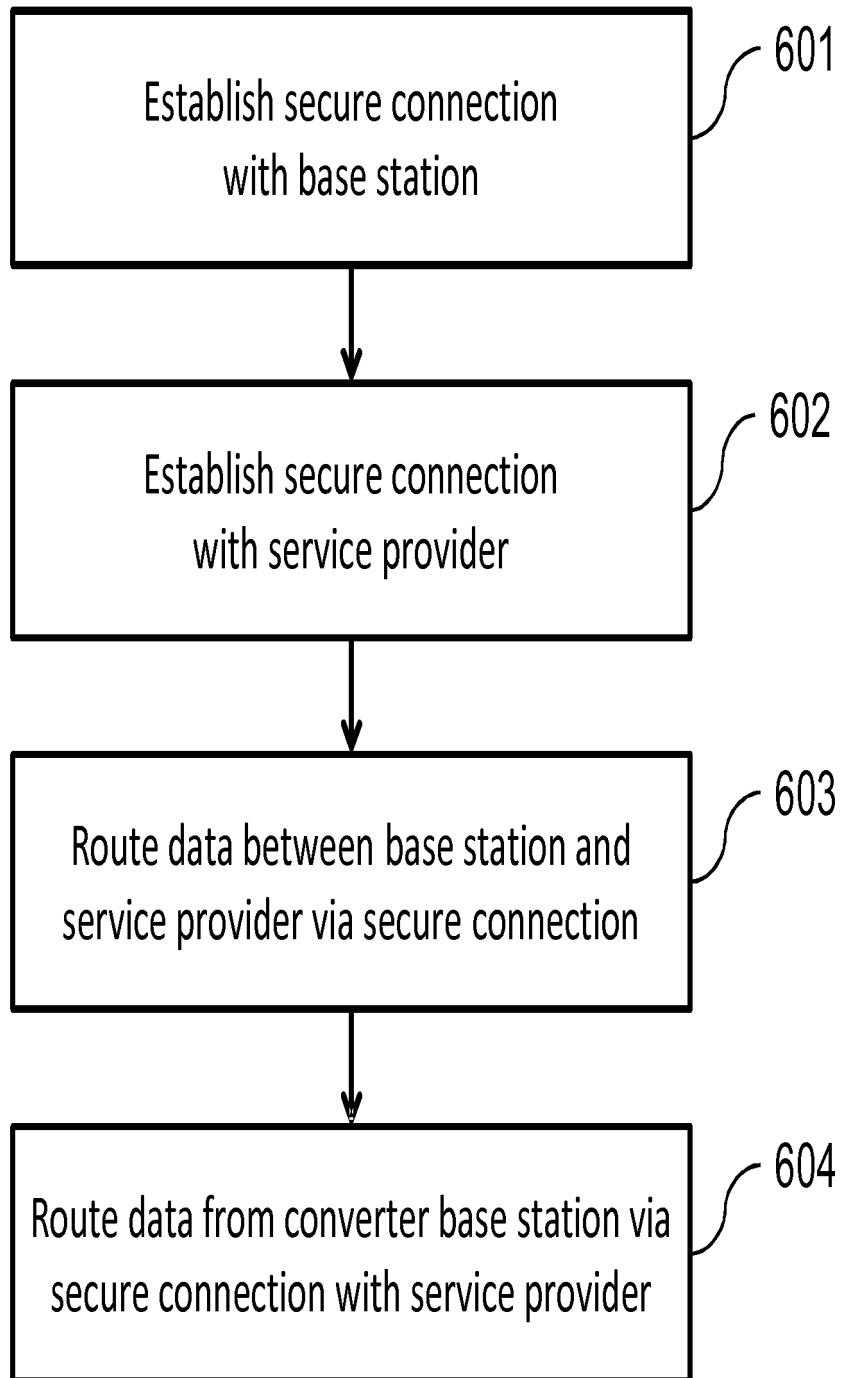 Establish secure connection
with base station
601
Establish secure connection
with service provider
602
Route data between base station and
service provider via secure connection
603
Route data from converter base station via
secure connection with service provider
604